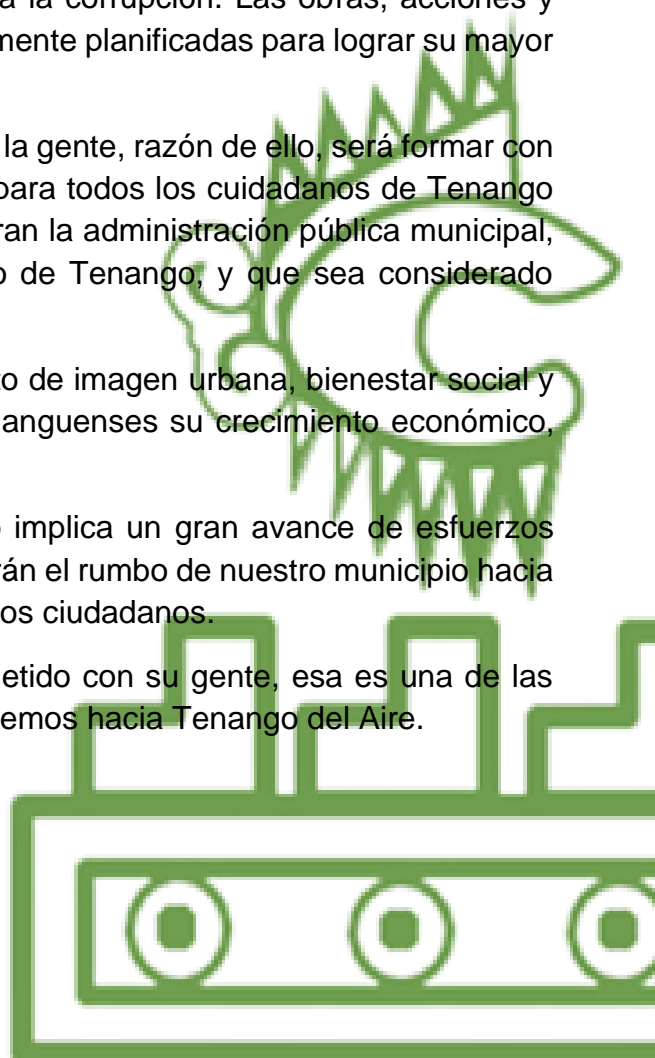 a la corrupción. Las obras, acciones y
mente planificadas para lograr su mayor
la gente, razón de ello, será formar con
para todos los cuidadanos de Tenango
ran la administración pública municipal,
o de Tenango, y que sea considerado
to de imagen urbana, bienestar social y
anguenses su crecimiento económico,
o implica un gran avance de esfuerzos
rán el rumbo de nuestro municipio hacia
os ciudadanos.
etido con su gente, esa es una de las
emos hacia Tenango del Aire.